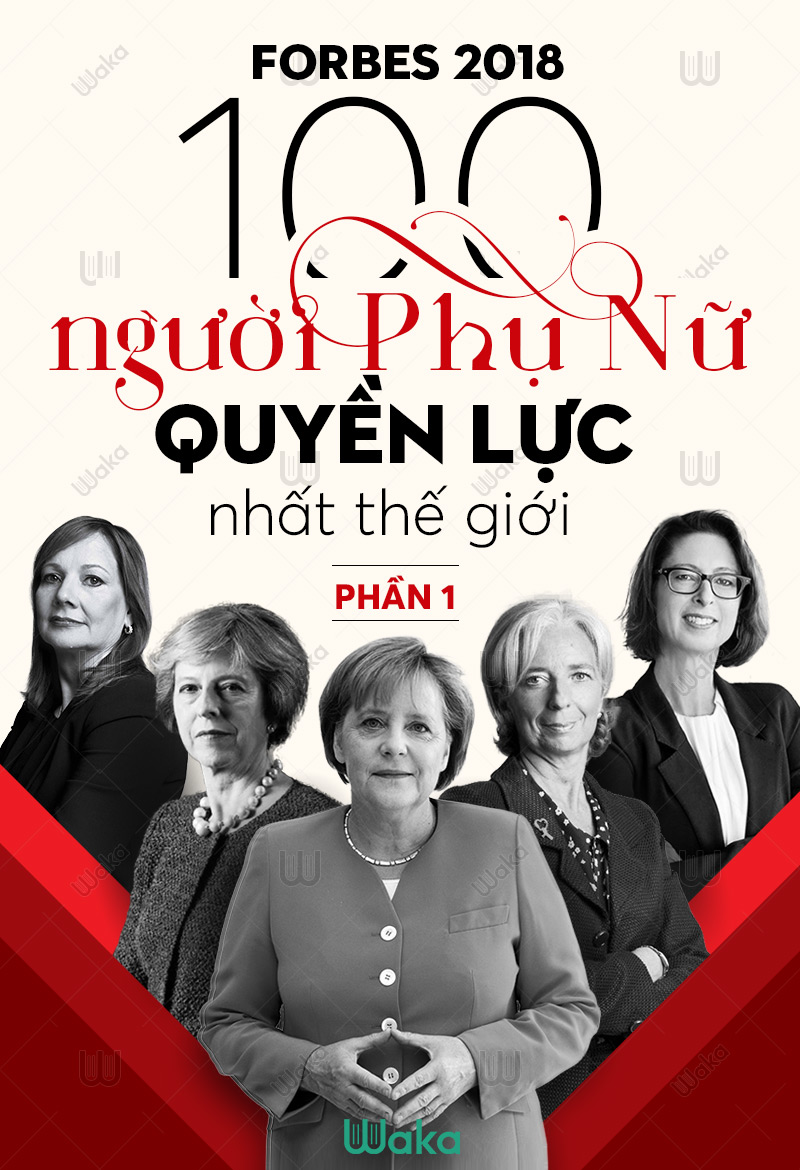 FORBES 2018
100
người Phụ Nữ
QUYỀN LỰC
nhất thế giới
PHẦN 1
Waka